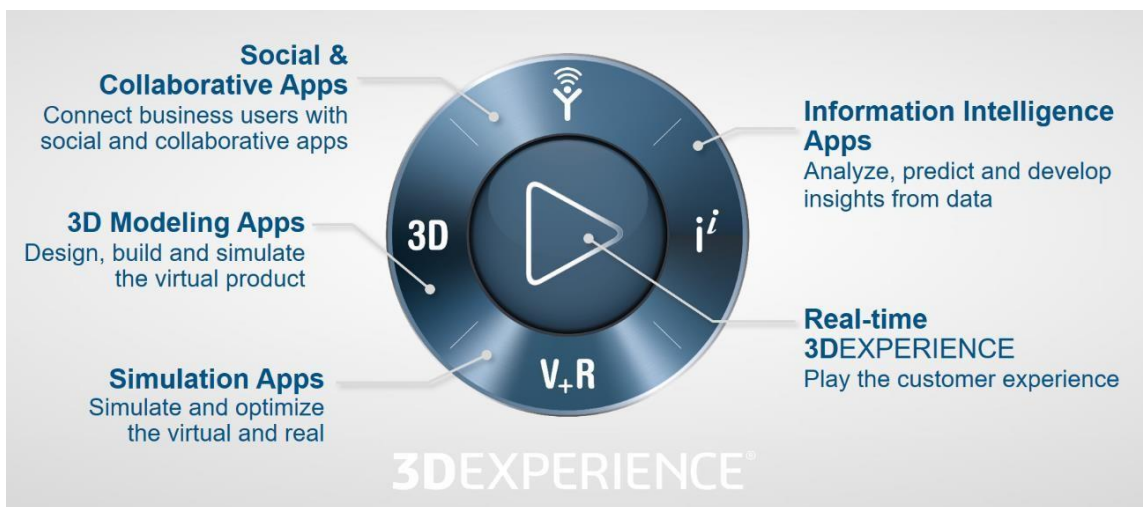 Social &
Collaborative Apps
Connect business users with
social and collaborative apps
3D Modeling Apps
Design, build and simulate
the virtual product
Simulation Apps
Simulate and optimize
the virtual and real
3D
iⁱ
V+R
Information Intelligence
Apps
Analyze, predict and develop
insights from data
Real-time
3DEXPERIENCE
Play the customer experience
3DEXPERIENCE®